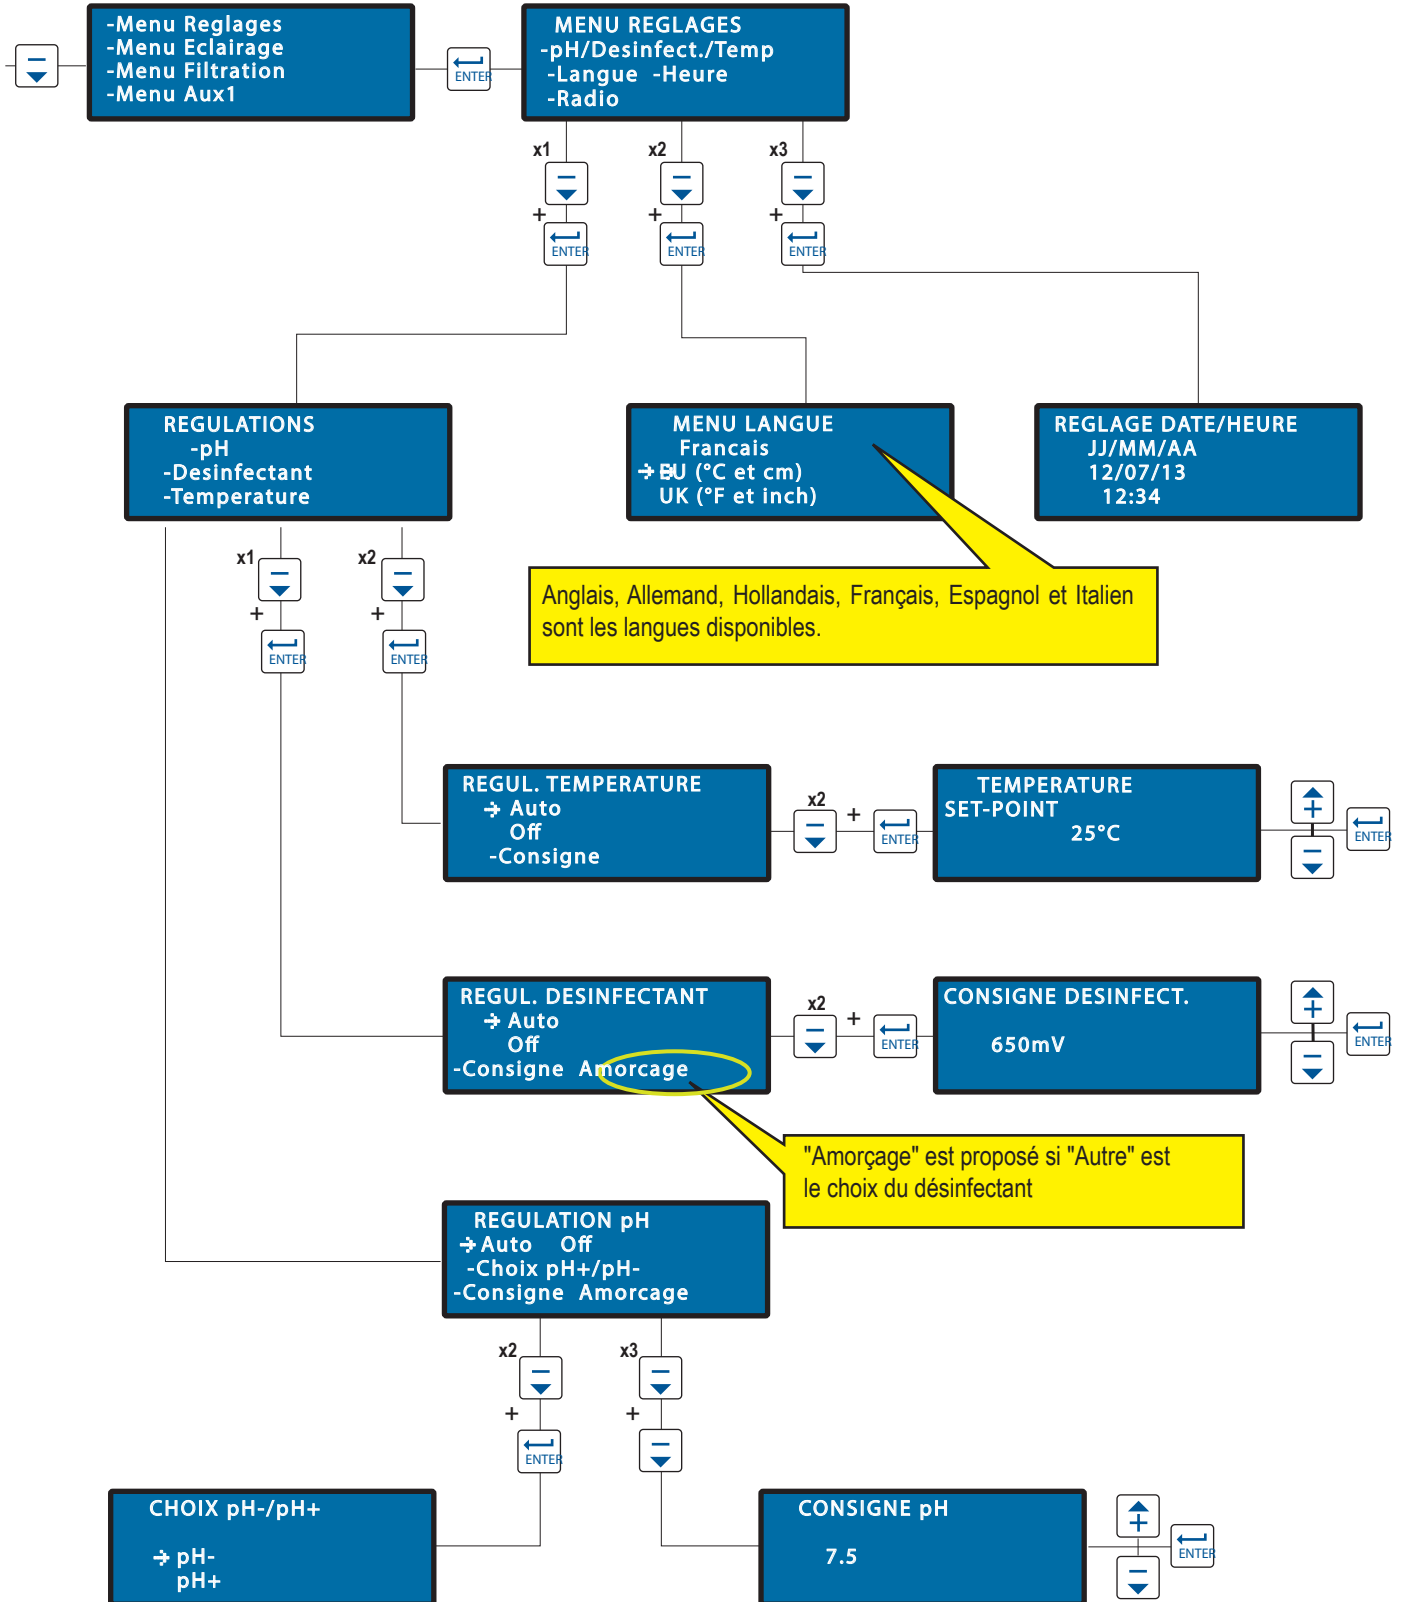 -Menu Reglages
-Menu Eclairage
-Menu Filtration
-Menu Aux1
ENTER
MENU REGLAGES
-pH/Desinfect./Temp
-Langue -Heure
-Radio
x1
x2
x3
+
+
+
ENTER
ENTER
ENTER
REGULATIONS
-pH
-Desinfectant
-Temperature
MENU LANGUE
Francais
EU (°C et cm)
UK (°F et inch)
REGLAGE DATE/HEURE
JJ/MM/AA
12/07/13
12:34
x1
x2
+
+
ENTER
ENTER
Anglais, Allemand, Hollandais, Français, Espagnol et Italien
sont les langues disponibles.
REGUL. TEMPERATURE
Auto
Off
-Consigne
x2
+
ENTER
TEMPERATURE
SET-POINT
25°C
+
ENTER
REGUL. DESINFECTANT
Auto
Off
-Consigne Amorcage
x2
+
ENTER
CONSIGNE DESINFECT.
650mV
+
ENTER
"Amorçage" est proposé si "Autre" est
le choix du désinfectant
REGULATION pH
Auto Off
-Choix pH+/pH-
-Consigne Amorcage
x2
x3
+
+
ENTER
CHOIX pH-/pH+
pH-
pH+
CONSIGNE pH
7.5
+
ENTER